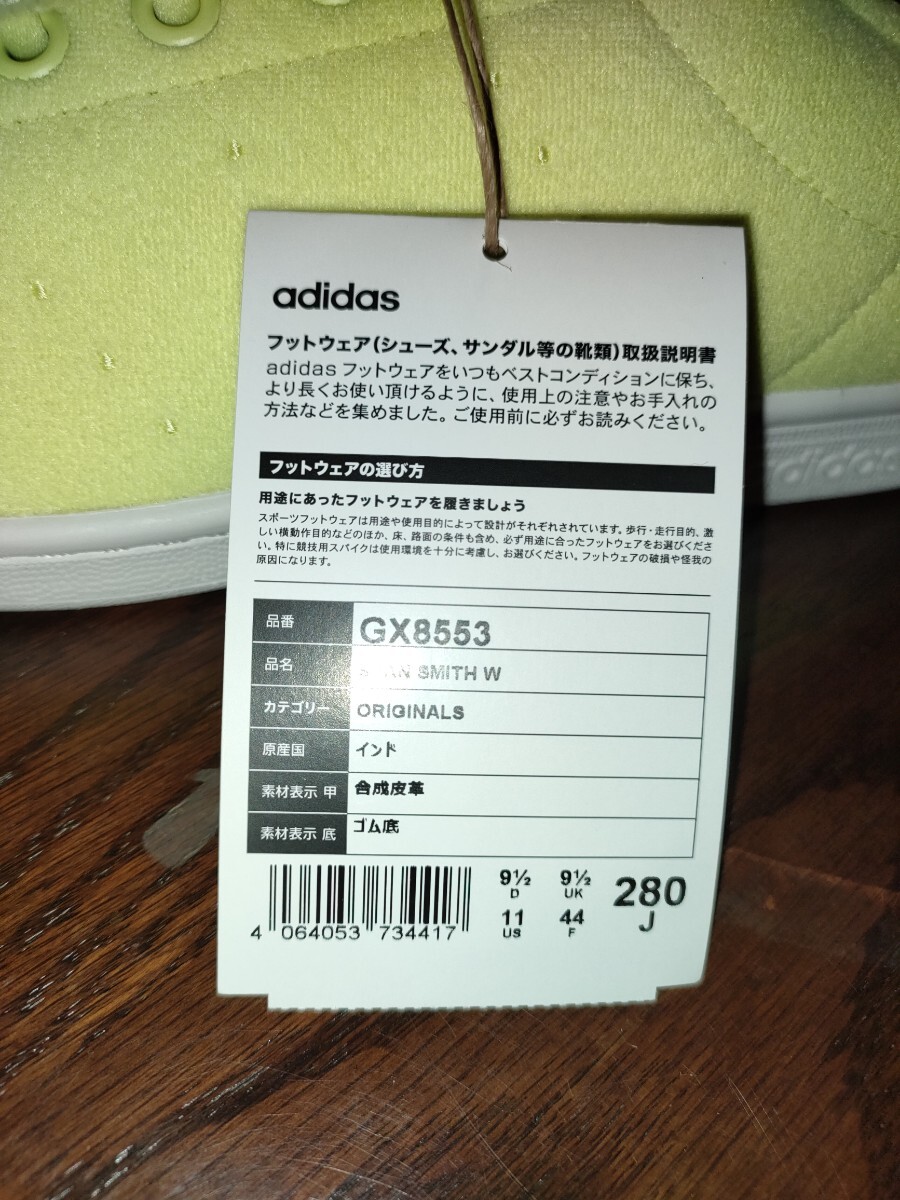 adidas
フットウェア(シューズ、サンダル等の靴類)取扱説明書
adidas フットウェアをいつもベストコンディションに保ち、
より長くお使い頂けるように、使用上の注意やお手入れの
方法などを集めました。ご使用前に必ずお読みください。
フットウェアの選び方
用途にあったフットウェアを履きましょう
スポーツフットウェアは用途や使用目的によって設計がそれぞれされています。歩行・走行目的、激
しい横動作目的などのほか、床、路面の条件も含め、必ず用途に合ったフットウェアをお選びくださ
い。特に競技用スパイクは使用環境を十分に考慮し、お選びください。フットウェアの破損や怪我の
原因になります。
品番 GX8553
品名 STAN SMITH W
カテゴリー ORIGINALS
原産国 インド
素材表示 甲 合成皮革
素材表示 底 ゴム底
9½ 9½ 280
D UK J
11 44
US F
4 064053 734417
adidas